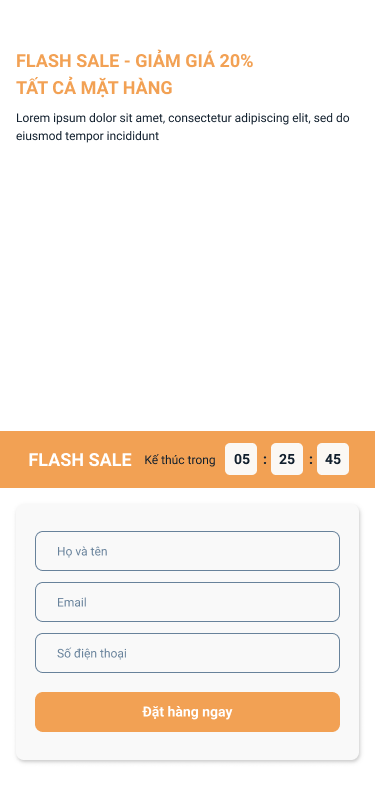 FLASH SALE - GIẢM GIÁ 20%
TẤT CẢ MẶT HÀNG
Lorem ipsum dolor sit amet, consectetur adipiscing elit, sed do
eiusmod tempor incididunt
FLASH SALE Kế thúc trong 05 : 25 : 45
Họ và tên
Email
Số điện thoại
Đặt hàng ngay